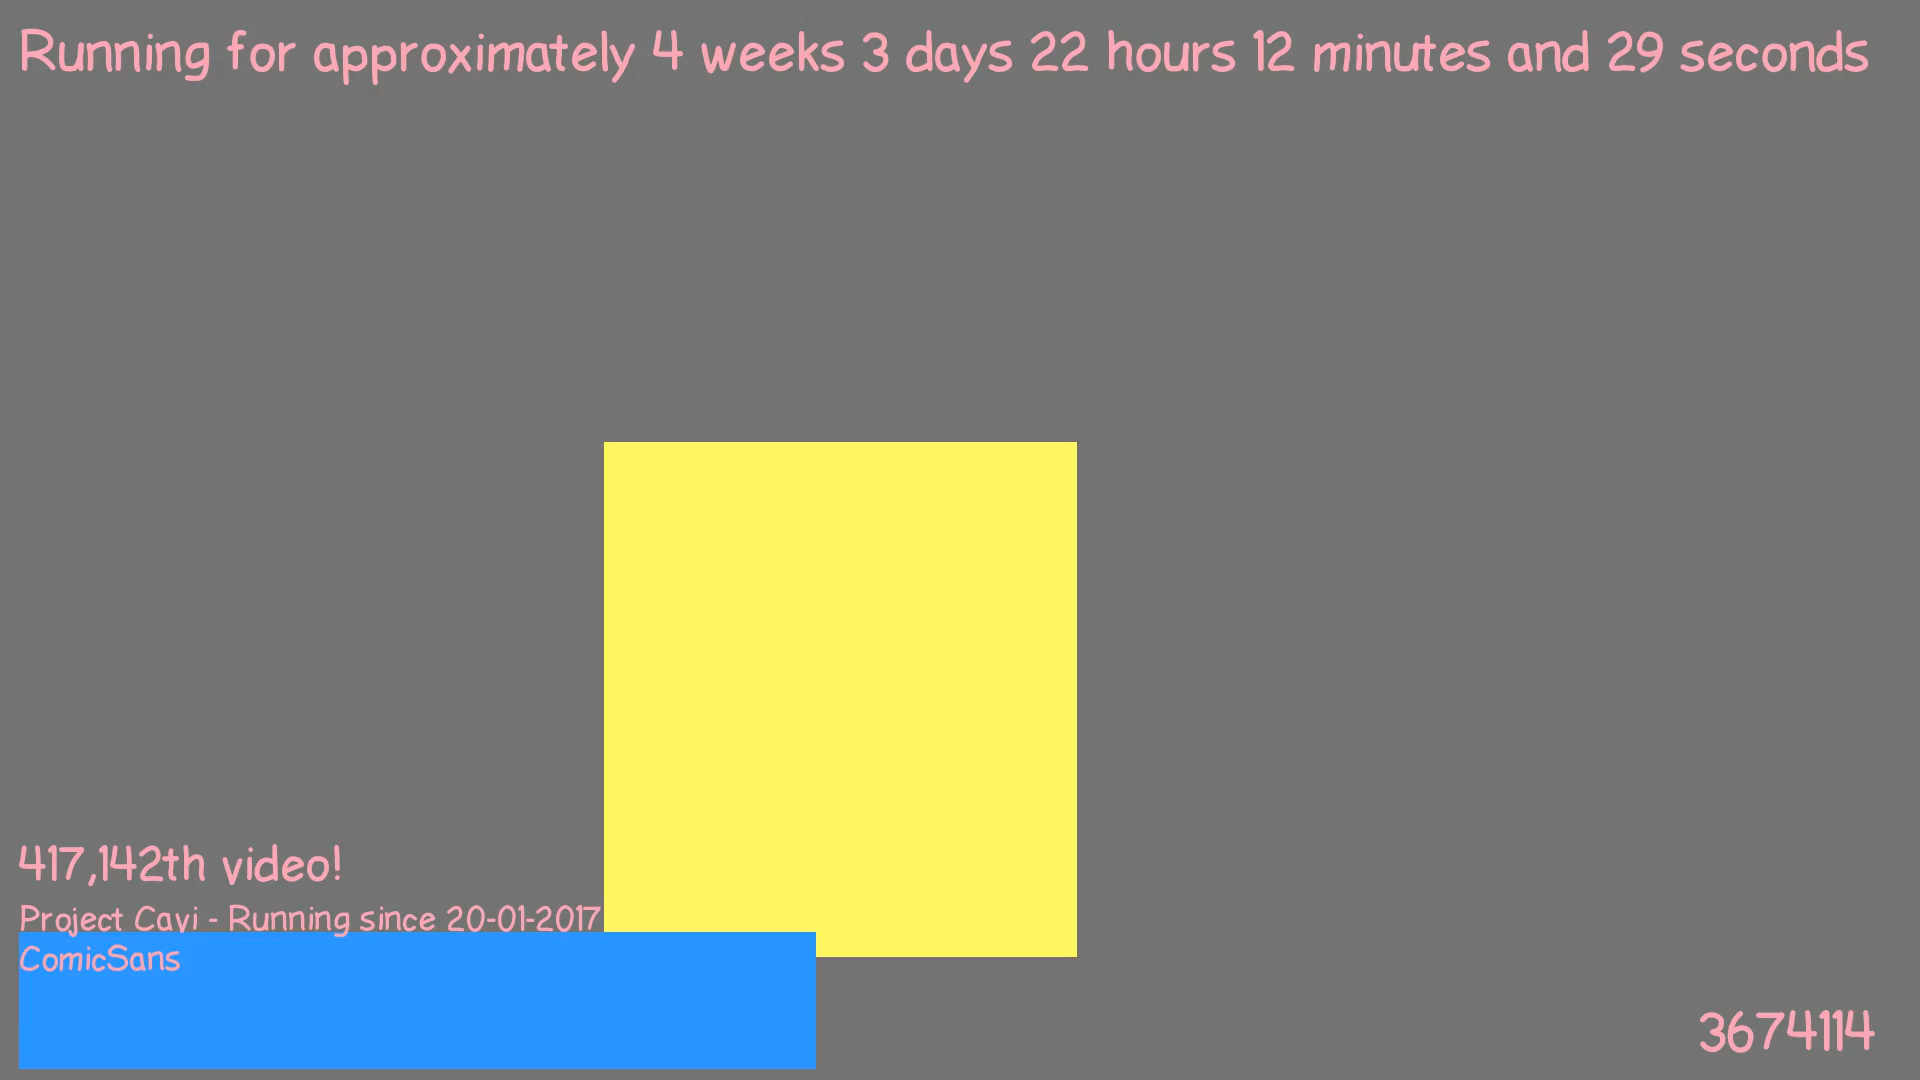 Running for approximately 4 weeks 3 days 22 hours 12 minutes and 29 seconds
417,142th video!
Project Cavi - Running since 20-01-2017
ComicSans
3674114